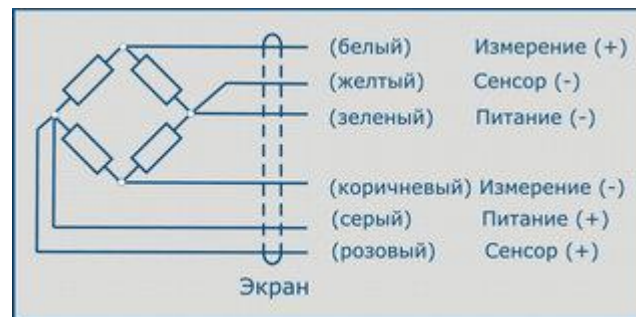 (белый) Измерение (+)
(желтый) Сенсор (-)
(зеленый) Питание (-)
(коричневый) Измерение (-)
(серый) Питание (+)
(розовый) Сенсор (+)
Экран